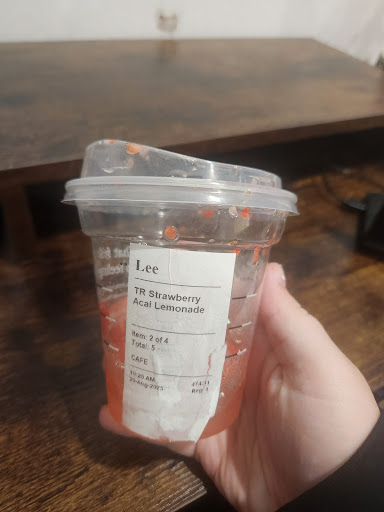 Lee
TR Strawberry
Acai Lemonade
Item: 2 of 4
Total: 5
CAFE
10:20 AM
Reg: 1